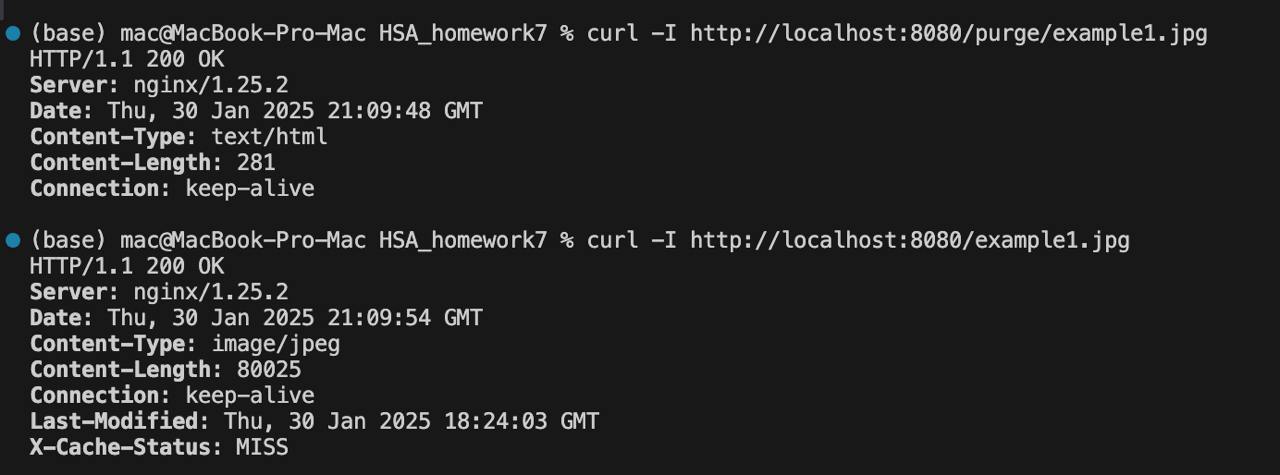 (base) mac@MacBook-Pro-Mac HSA_homework7 % curl -I http://localhost:8080/purge/example1.jpg
HTTP/1.1 200 OK
Server: nginx/1.25.2
Date: Thu, 30 Jan 2025 21:09:48 GMT
Content-Type: text/html
Content-Length: 281
Connection: keep-alive
(base) mac@MacBook-Pro-Mac HSA_homework7 % curl -I http://localhost:8080/example1.jpg
HTTP/1.1 200 OK
Server: nginx/1.25.2
Date: Thu, 30 Jan 2025 21:09:54 GMT
Content-Type: image/jpeg
Content-Length: 80025
Connection: keep-alive
Last-Modified: Thu, 30 Jan 2025 18:24:03 GMT
X-Cache-Status: MISS